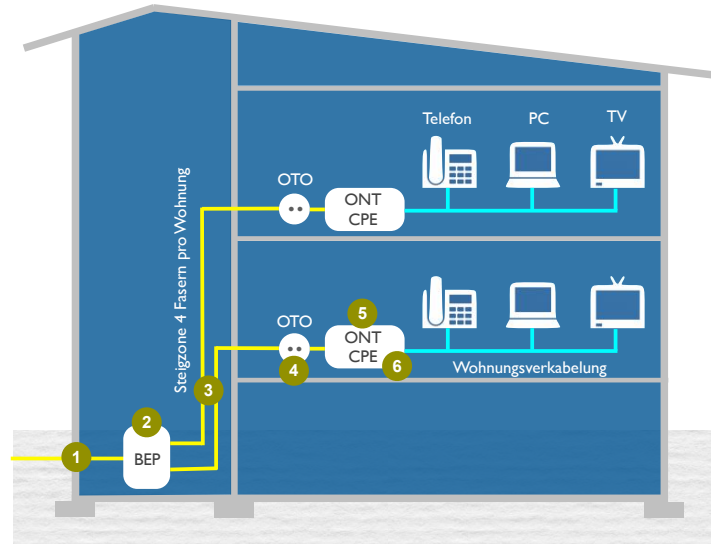 Telefon
PC
TV
OTO
ONT
CPE
Steigzone 4 Fasern pro Wohnung
5
OTO
ONT
CPE
4
6
Wohnungsverkabelung
3
2
BEP
1